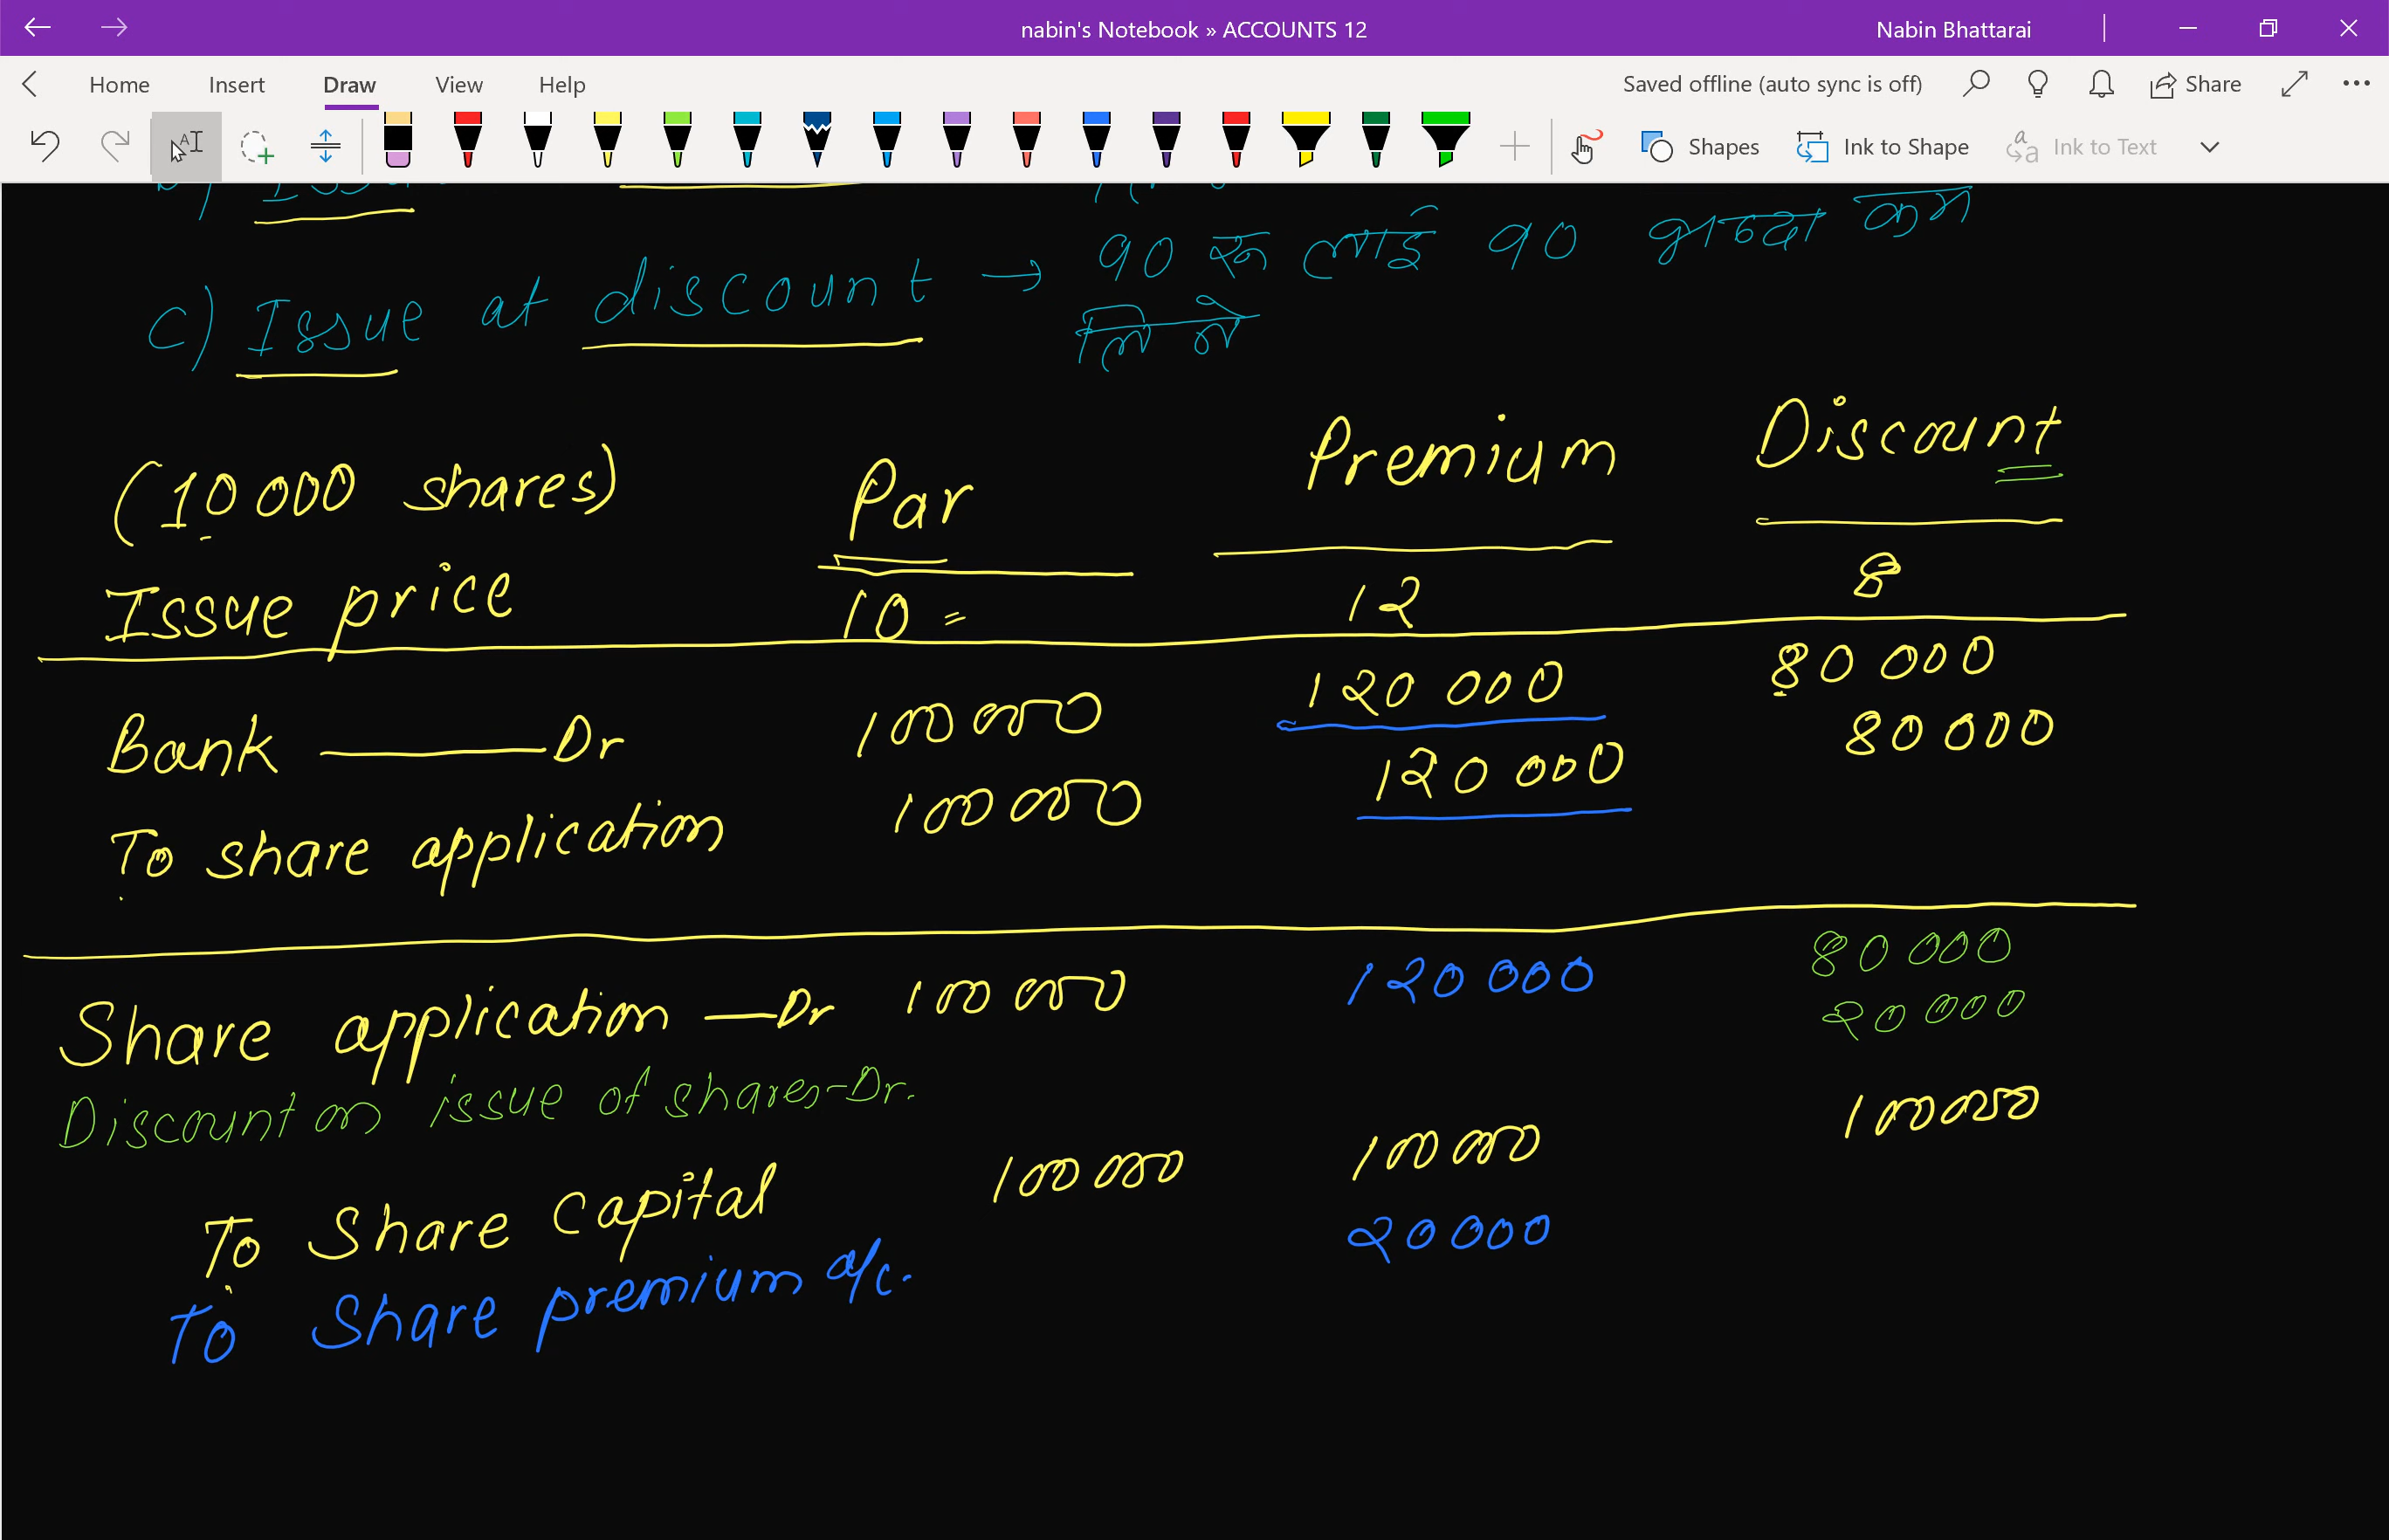 nabin's Notebook » ACCOUNTS 12
Nabin Bhattarai
Home Insert Draw View Help
Saved offline (auto sync is off) Share
Shapes Ink to Shape Ink to Text
c) Issue at discount → १० रु लाई १० भन्दा कम
लिने
(10 000 shares) Par Premium Discount
Issue price 10 = 12 8
Bank ——— Dr 100 000 120 000 80 000
To share application 100 000 120 000 80 000
Share application — Dr 100 000 120 000 80 000
Discount on issue of shares - Dr. 20 000
To Share capital 100 000 100 000 100 000
To Share premium a/c. 20 000